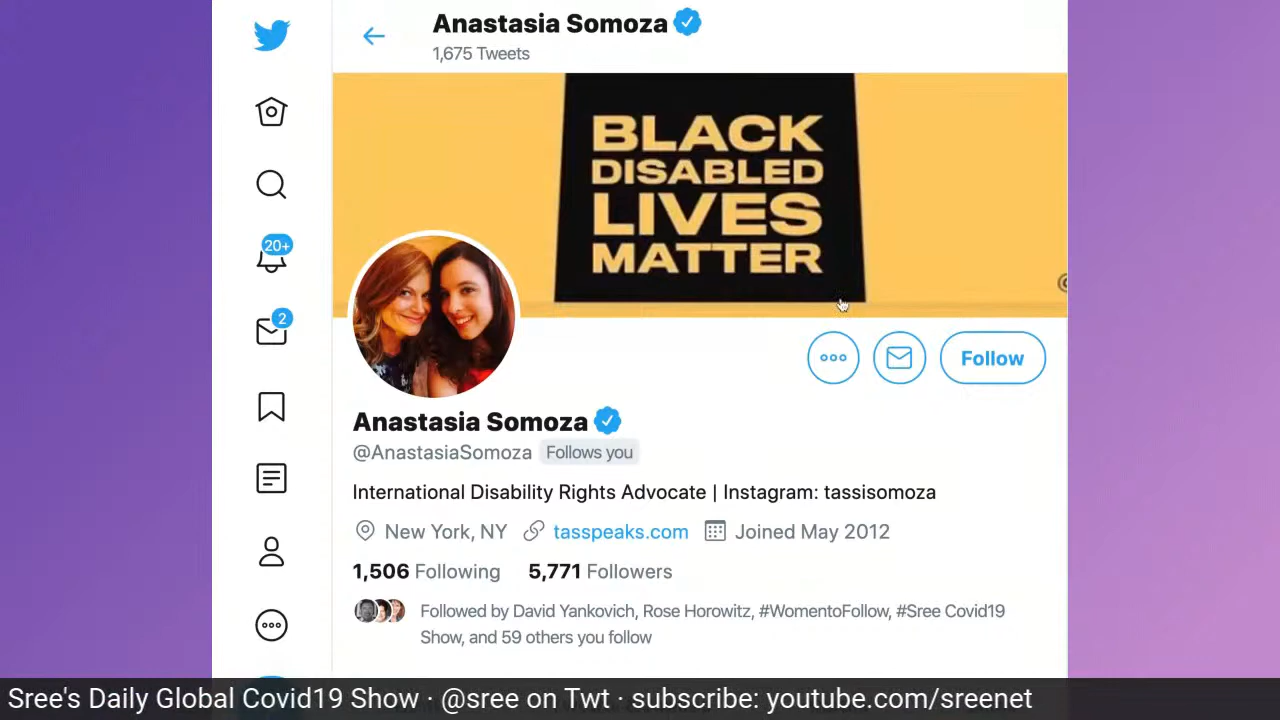 Anastasia Somoza
1,675 Tweets
BLACK
DISABLED
LIVES
MATTER
20+
2
Follow
Anastasia Somoza
@AnastasiaSomoza Follows you
International Disability Rights Advocate | Instagram: tassisomoza
New York, NY tasspeaks.com Joined May 2012
1,506 Following 5,771 Followers
Followed by David Yankovich, Rose Horowitz, #WomentoFollow, #Sree Covid19
Show, and 59 others you follow
Sree's Daily Global Covid19 Show · @sree on Twt · subscribe: youtube.com/sreenet